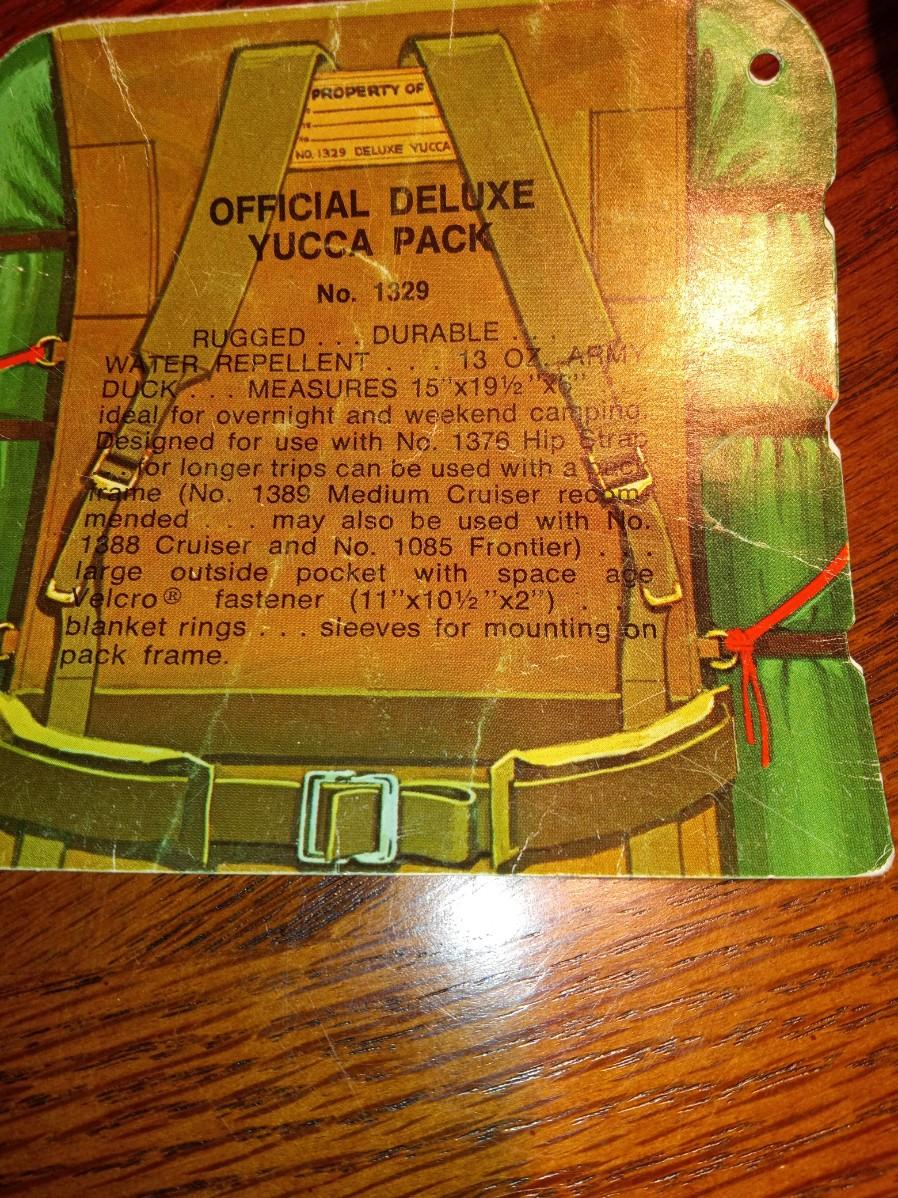 PROPERTY OF
NO. 1329 DELUXE YUCCA
OFFICIAL DELUXE
YUCCA PACK
No. 1329
RUGGED . . . DURABLE . . .
WATER REPELLENT . . . 13 OZ. ARMY
DUCK . . . MEASURES 15"x19½"x6" . . .
ideal for overnight and weekend camping.
Designed for use with No. 1376 Hip Strap
. . . for longer trips can be used with a pack
frame (No. 1389 Medium Cruiser recom-
mended . . . may also be used with No.
1388 Cruiser and No. 1085 Frontier) . . .
large outside pocket with space age
Velcro® fastener (11"x10½"x2") . . .
blanket rings . . . sleeves for mounting on
pack frame.